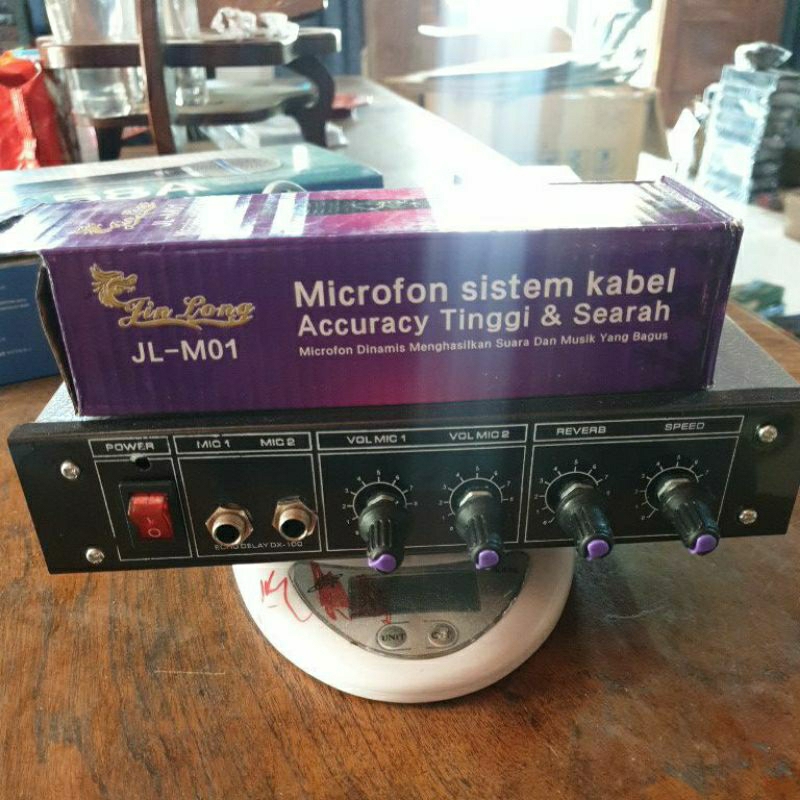 58A
Jin Long
JL-M01
Microfon sistem kabel
Accuracy Tinggi & Searah
Microfon Dinamis Menghasilkan Suara Dan Musik Yang Bagus
POWER
MIC 1 MIC 2
VOL MIC 1 VOL MIC 2
REVERB SPEED
ECHO DELAY DX-100
UNIT